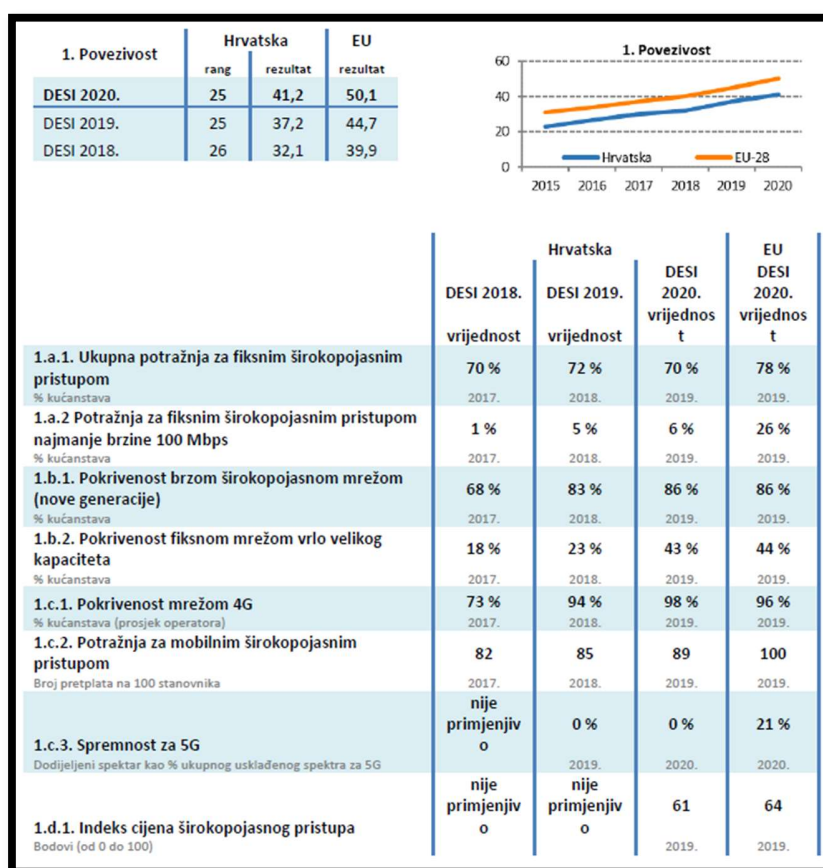 1. Povezivost Hrvatska EU
rang rezultat rezultat
DESI 2020. 25 41,2 50,1
DESI 2019. 25 37,2 44,7
DESI 2018. 26 32,1 39,9
1. Povezivost
60
40
20
0
Hrvatska EU-28
2015 2016 2017 2018 2019 2020
Hrvatska EU
DESI 2018. DESI 2019. DESI DESI
2020. 2020.
vrijednos vrijednos
vrijednost vrijednost t t
1.a.1. Ukupna potražnja za fiksnim širokopojasnim
pristupom 70 % 72 % 70 % 78 %
% kućanstava 2017. 2018. 2019. 2019.
1.a.2 Potražnja za fiksnim širokopojasnim pristupom
najmanje brzine 100 Mbps 1 % 5 % 6 % 26 %
% kućanstava 2017. 2018. 2019. 2019.
1.b.1. Pokrivenost brzom širokopojasnom mrežom
(nove generacije) 68 % 83 % 86 % 86 %
% kućanstava 2017. 2018. 2019. 2019.
1.b.2. Pokrivenost fiksnom mrežom vrlo velikog
kapaciteta 18 % 23 % 43 % 44 %
% kućanstava 2017. 2018. 2019. 2019.
1.c.1. Pokrivenost mrežom 4G 73 % 94 % 98 % 96 %
% kućanstava (prosjek operatora) 2017. 2018. 2019. 2019.
1.c.2. Potražnja za mobilnim širokopojasnim
pristupom 82 85 89 100
Broj pretplata na 100 stanovnika 2017. 2018. 2019. 2019.
nije
primjenjiv 0 % 0 % 21 %
o
1.c.3. Spremnost za 5G
Dodijeljeni spektar kao % ukupnog usklađenog spektra za 5G 2019. 2020. 2020.
nije nije
primjenjiv primjenjiv 61 64
o o
1.d.1. Indeks cijena širokopojasnog pristupa
Bodovi (od 0 do 100) 2019. 2019.